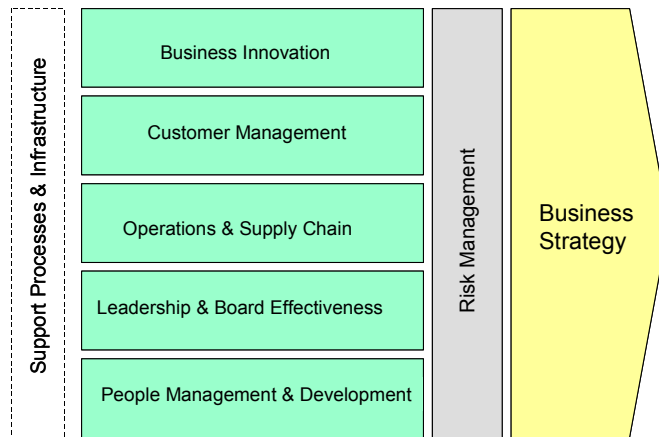 Support Processes & Infrastructure
Business Innovation
Customer Management
Operations & Supply Chain
Leadership & Board Effectiveness
People Management & Development
Risk Management
Business
Strategy